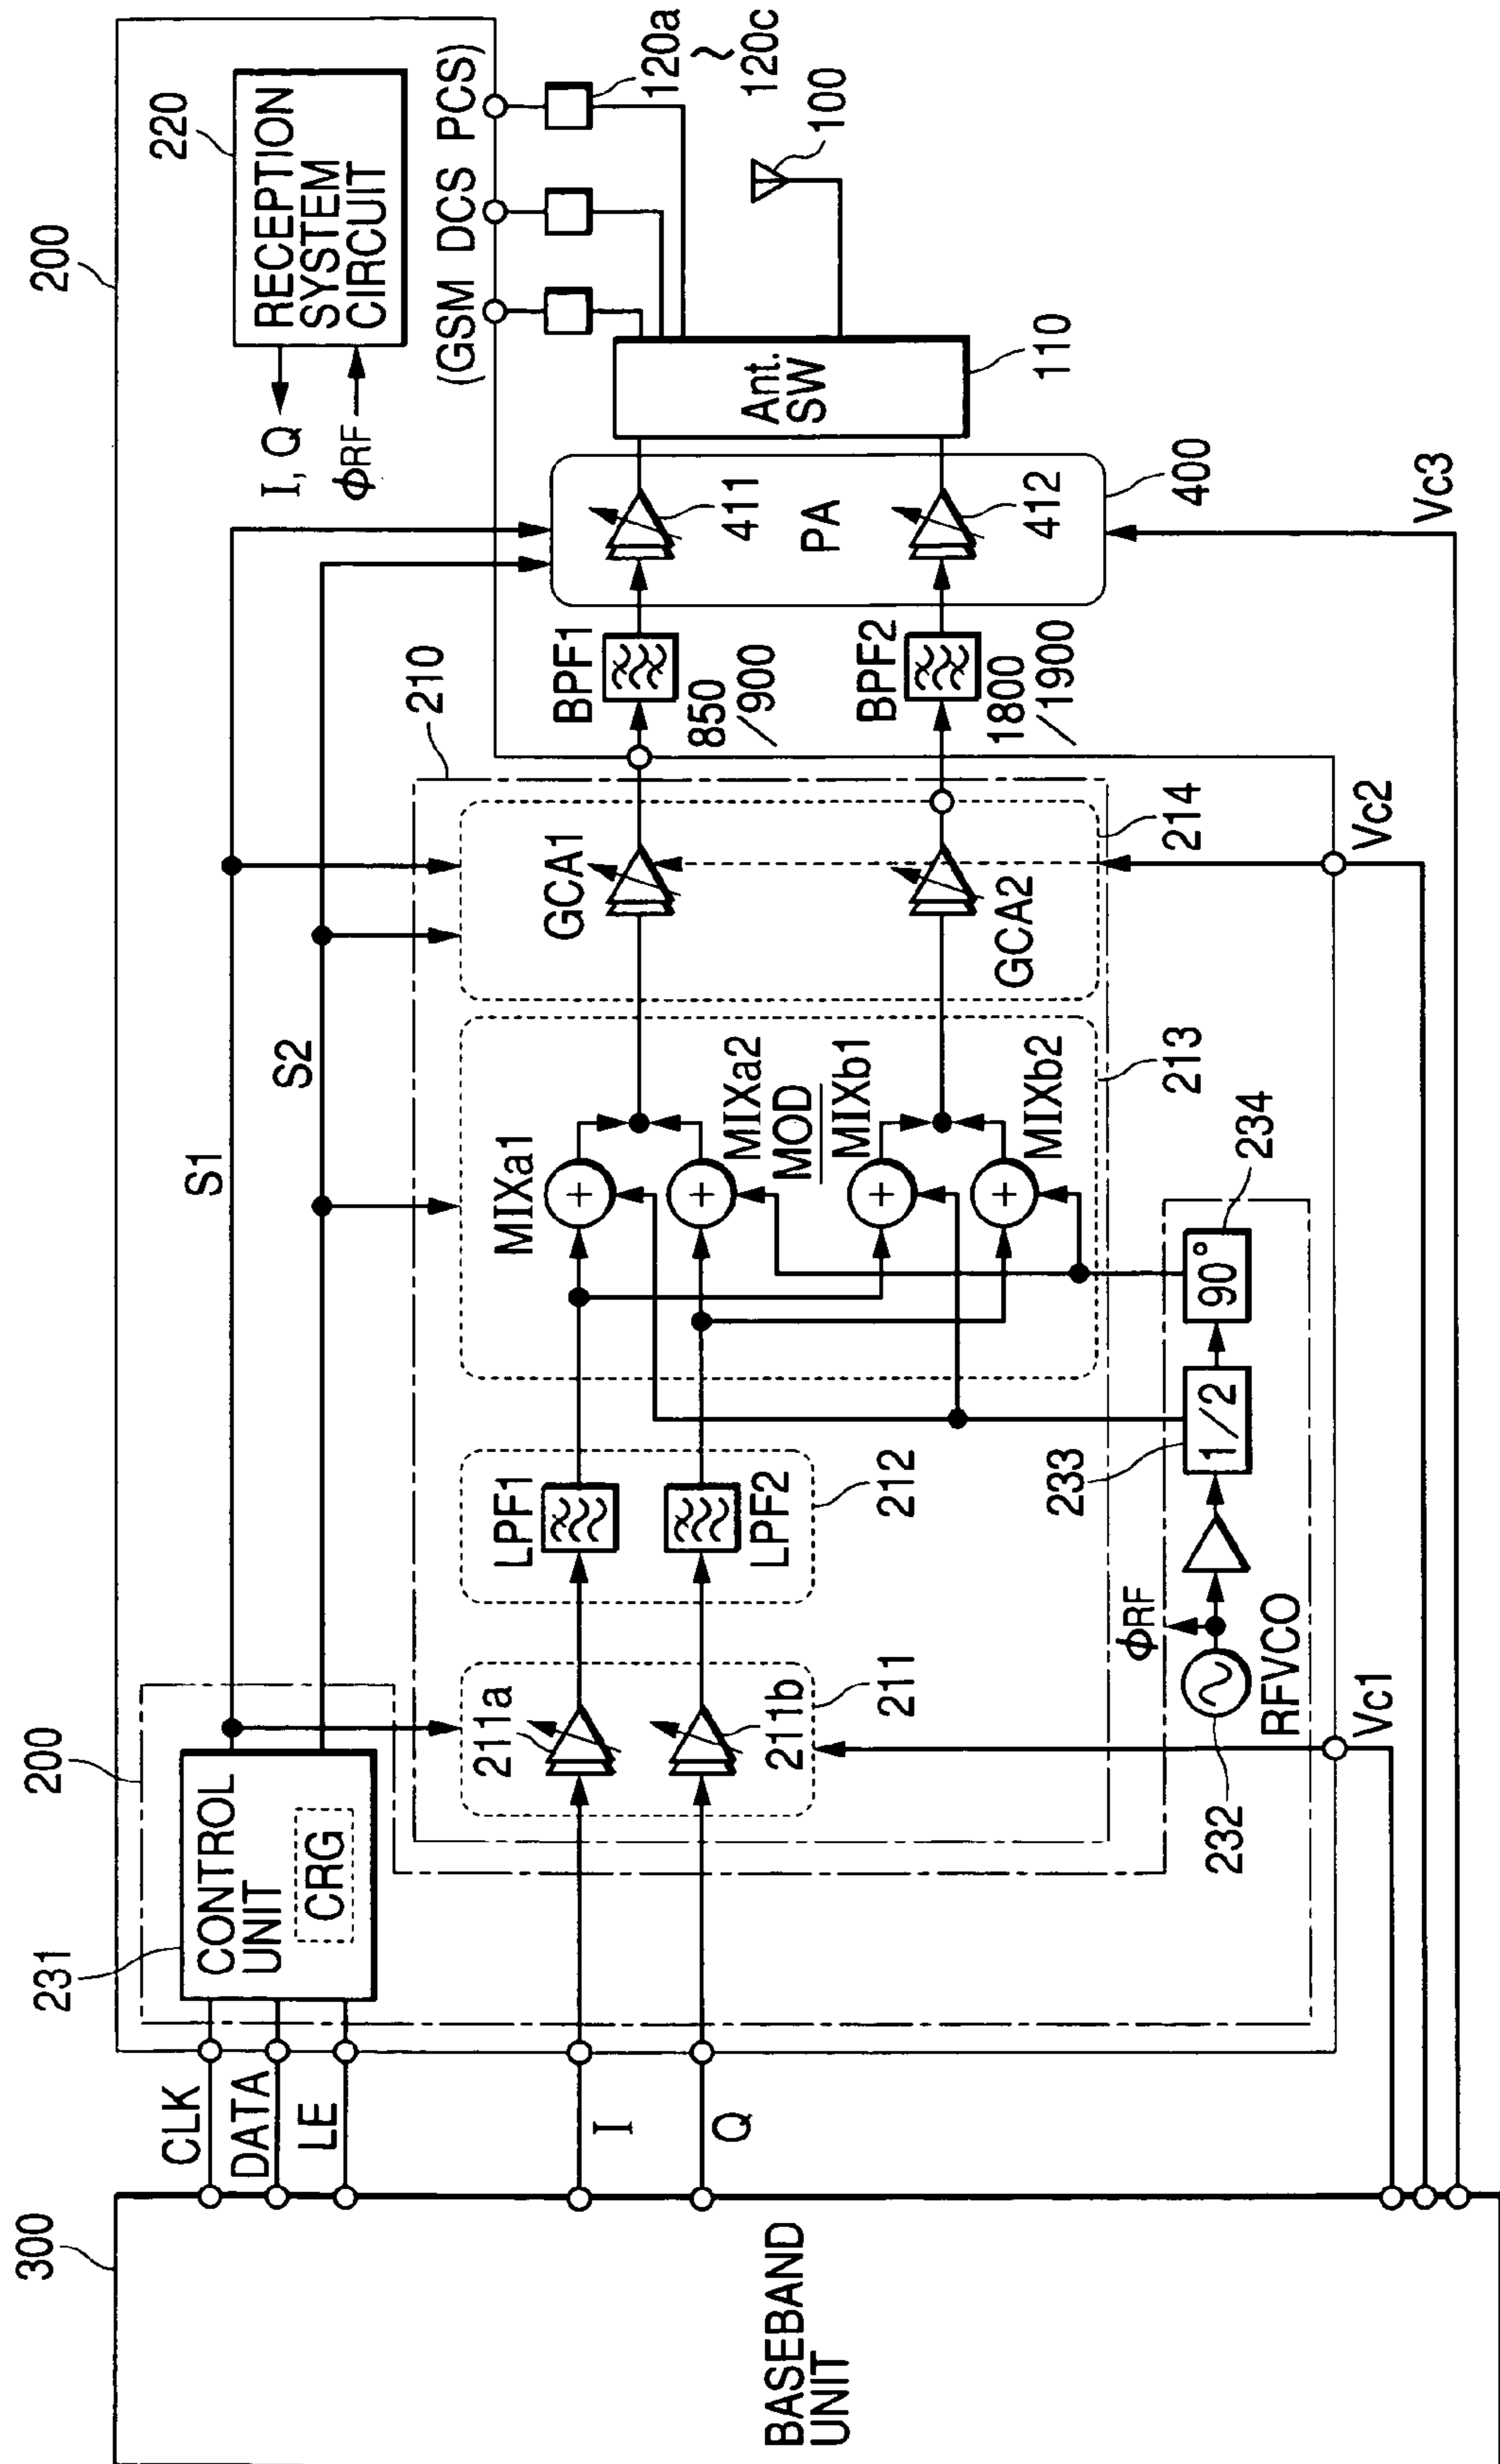 200
220
RECEPTION
SYSTEM
CIRCUIT
I, Q
ϕRF
(GSM DCS PCS)
120a
~
120c
100
Ant.
SW
110
411
PA
412
400
Vc3
BPF1
850
/900
BPF2
1800
/1900
210
S1
S2
GCA1
GCA2
214
Vc2
MIXa1
MIXa2
MOD
MIXb1
MIXb2
213
234
90°
1/2
233
LPF1
LPF2
212
211a
211b
211
ϕRF
RFVCO
232
Vc1
200
231
CONTROL
UNIT
CRG
CLK
DATA
LE
I
Q
300
BASEBAND
UNIT